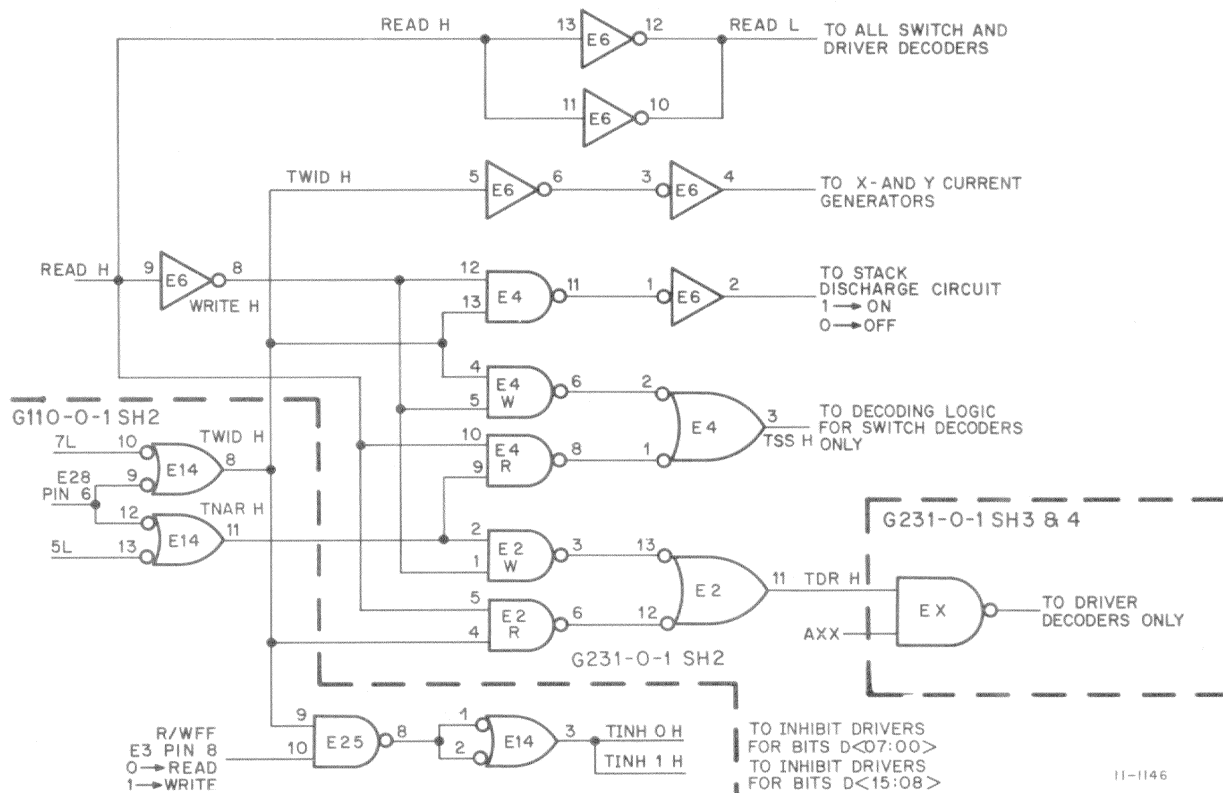 READ H
13
E6
12
READ L
TO ALL SWITCH AND
DRIVER DECODERS
11
E6
10
TWID H
5
E6
6
3
E6
4
TO X-AND Y CURRENT
GENERATORS
READ H
9
E6
8
WRITE H
12
13
E4
11
1
E6
2
TO STACK
DISCHARGE CIRCUIT
1→ON
0→OFF
4
5
E4
W
6
2
10
9
E4
R
8
1
E4
3
TSS H
TO DECODING LOGIC
FOR SWITCH DECODERS
ONLY
G110-0-1 SH2
7L
10
TWID H
E14
8
E28
PIN 6
9
12
TNAR H
E14
11
5L
13
2
1
E2
W
3
13
5
4
E2
R
6
12
E2
11
TDR H
G231-0-1 SH2
G231-0-1 SH3 & 4
AXX
EX
TO DRIVER
DECODERS ONLY
R/WFF
E3 PIN 8
0→READ
1→WRITE
9
10
E25
8
1
2
E14
3
TINH 0 H
TINH 1 H
TO INHIBIT DRIVERS
FOR BITS D<07:00>
TO INHIBIT DRIVERS
FOR BITS D<15:08>
11-1146